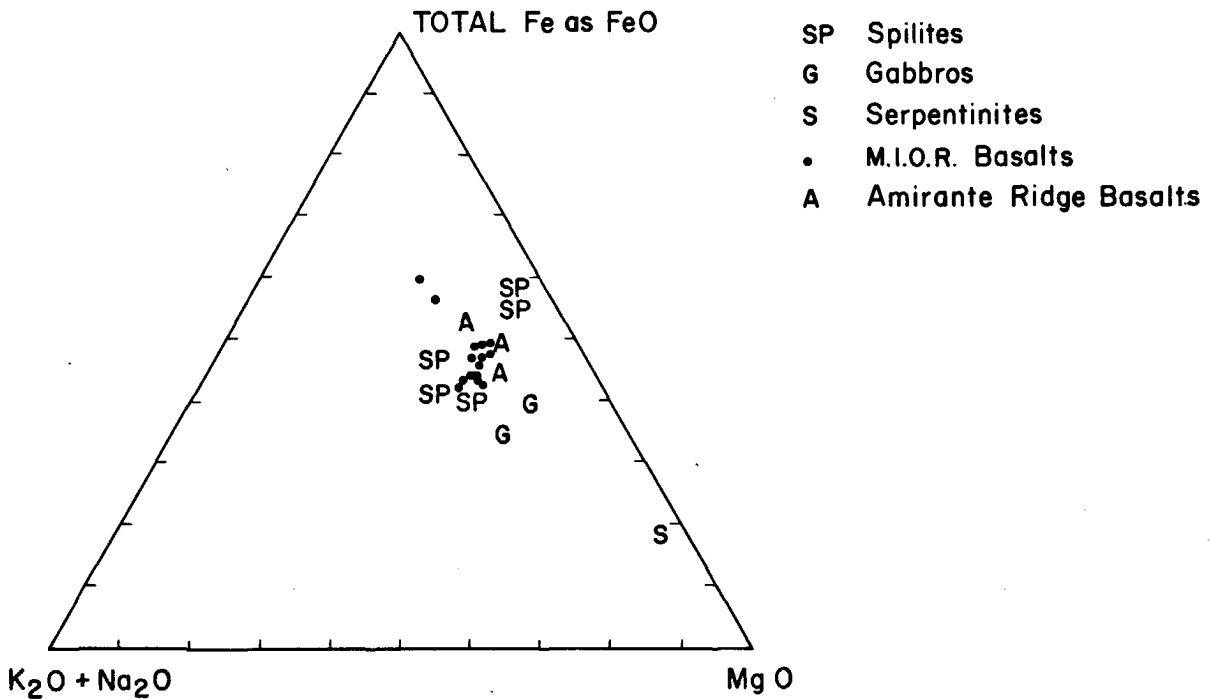 TOTAL Fe as FeO
SP Spilites
G Gabbros
S Serpentinites
• M.I.O.R. Basalts
A Amirante Ridge Basalts
SP
SP
A
A
SP
A
SP
SP
G
G
S
K₂O + Na₂O
MgO